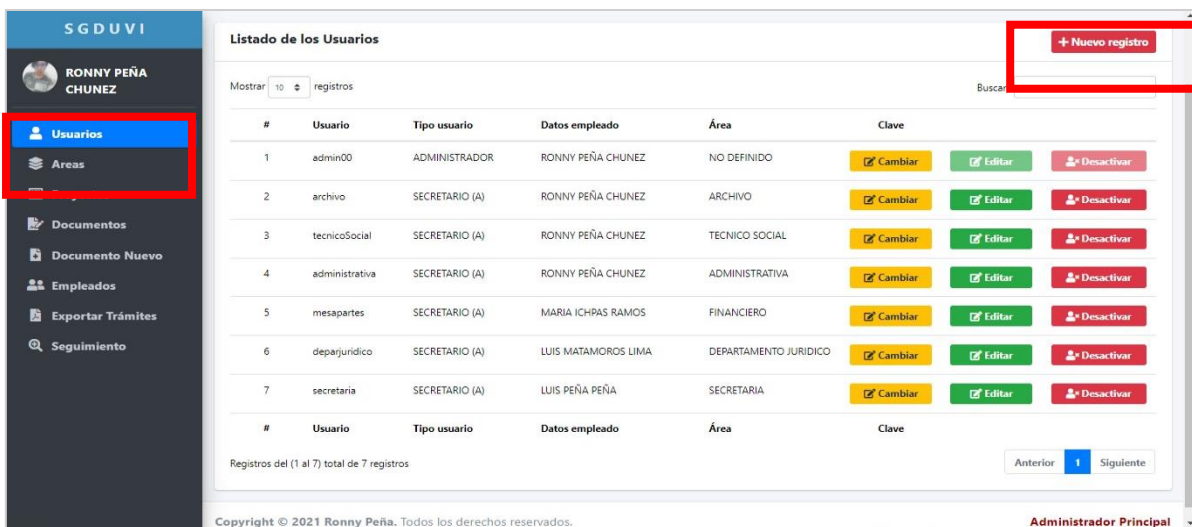 SGDUVI
RONNY PEÑA
CHUNEZ
Usuarios
Areas
Documentos
Documento Nuevo
Empleados
Exportar Trámites
Seguimiento
Listado de los Usuarios
+ Nuevo registro
Mostrar 10 registros
Buscar
# Usuario Tipo usuario Datos empleado Área Clave
1 admin00 ADMINISTRADOR RONNY PEÑA CHUNEZ NO DEFINIDO Cambiar Editar Desactivar
2 archivo SECRETARIO (A) RONNY PEÑA CHUNEZ ARCHIVO Cambiar Editar Desactivar
3 tecnicoSocial SECRETARIO (A) RONNY PEÑA CHUNEZ TECNICO SOCIAL Cambiar Editar Desactivar
4 administrativa SECRETARIO (A) RONNY PEÑA CHUNEZ ADMINISTRATIVA Cambiar Editar Desactivar
5 mesapartes SECRETARIO (A) MARIA ICHPAS RAMOS FINANCIERO Cambiar Editar Desactivar
6 deparjuridico SECRETARIO (A) LUIS MATAMOROS LIMA DEPARTAMENTO JURIDICO Cambiar Editar Desactivar
7 secretaria SECRETARIO (A) LUIS PEÑA PEÑA SECRETARIA Cambiar Editar Desactivar
# Usuario Tipo usuario Datos empleado Área Clave
Registros del (1 al 7) total de 7 registros
Anterior 1 Siguiente
Copyright © 2021 Ronny Peña. Todos los derechos reservados.
Administrador Principal